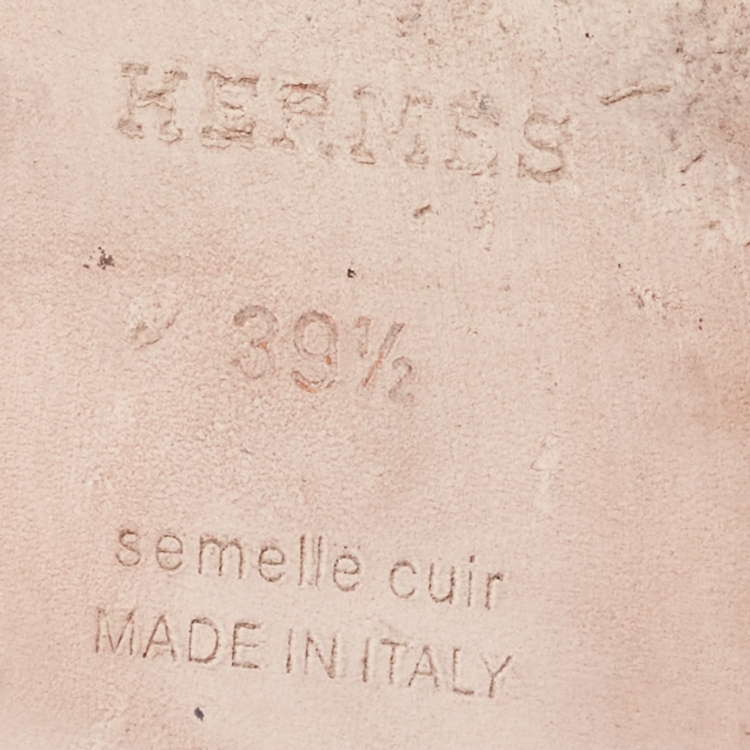 HERMES
39½
semelle cuir
MADE IN ITALY